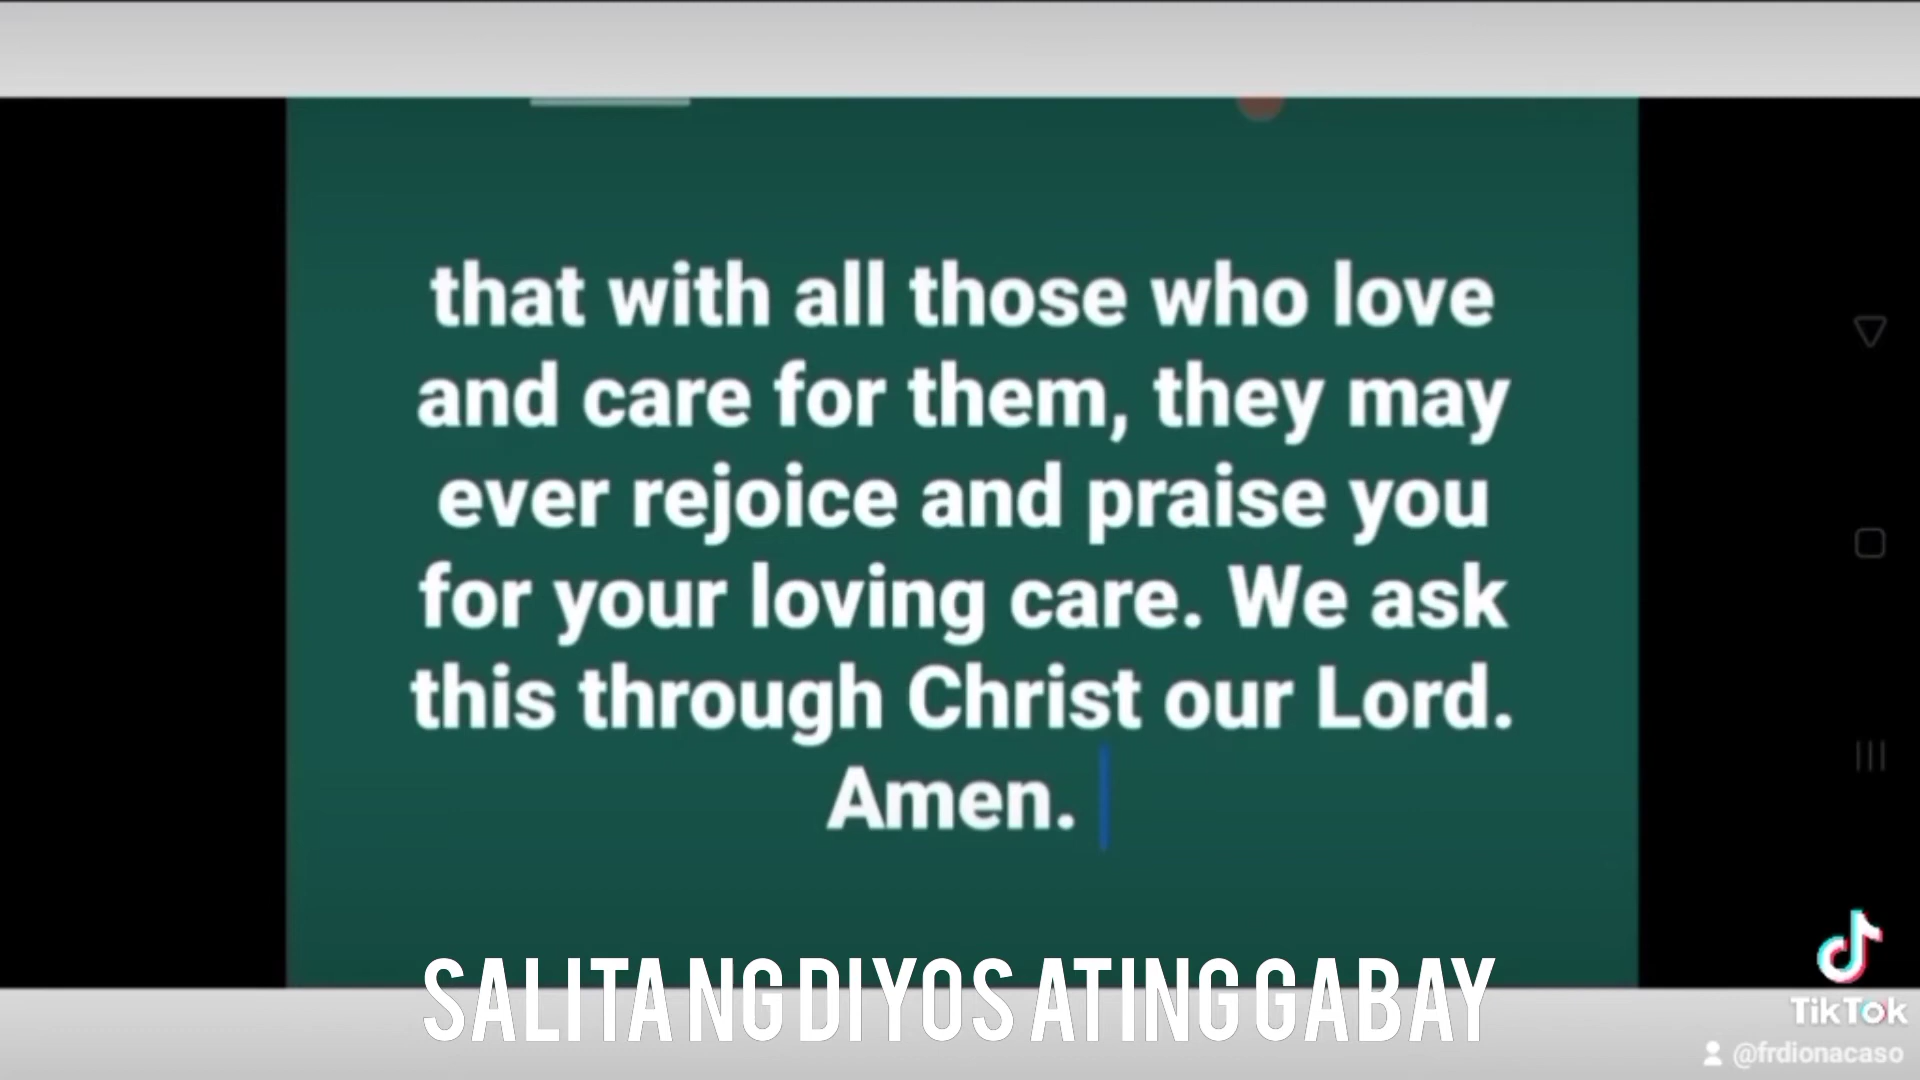 that with all those who love
and care for them, they may
ever rejoice and praise you
for your loving care. We ask
this through Christ our Lord.
Amen.
SALITA NG DIYOS ATING GABAY
TikTok
@frdionacaso